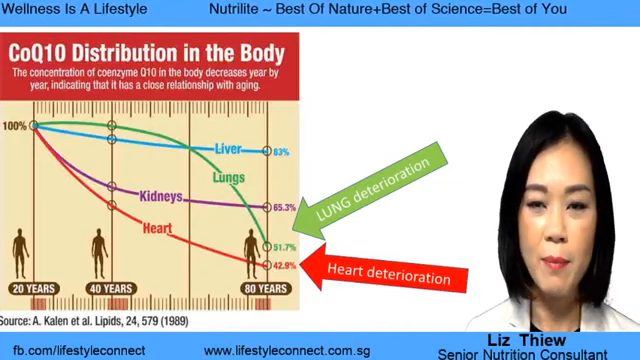 Wellness Is A Lifestyle
Nutrilite ~ Best Of Nature+Best of Science=Best of You
CoQ10 Distribution in the Body
The concentration of coenzyme Q10 in the body decreases year by
year, indicating that it has a close relationship with aging.
100%
Liver
83%
Lungs
Kidneys
65.3%
Heart
51.7%
42.9%
LUNG deterioration
Heart deterioration
20 YEARS
40 YEARS
80 YEARS
Source: A. Kalen et al. Lipids, 24, 579 (1989)
Liz Thiew
Senior Nutrition Consultant
fb.com/lifestyleconnect
www.lifestyleconnect.com.sg